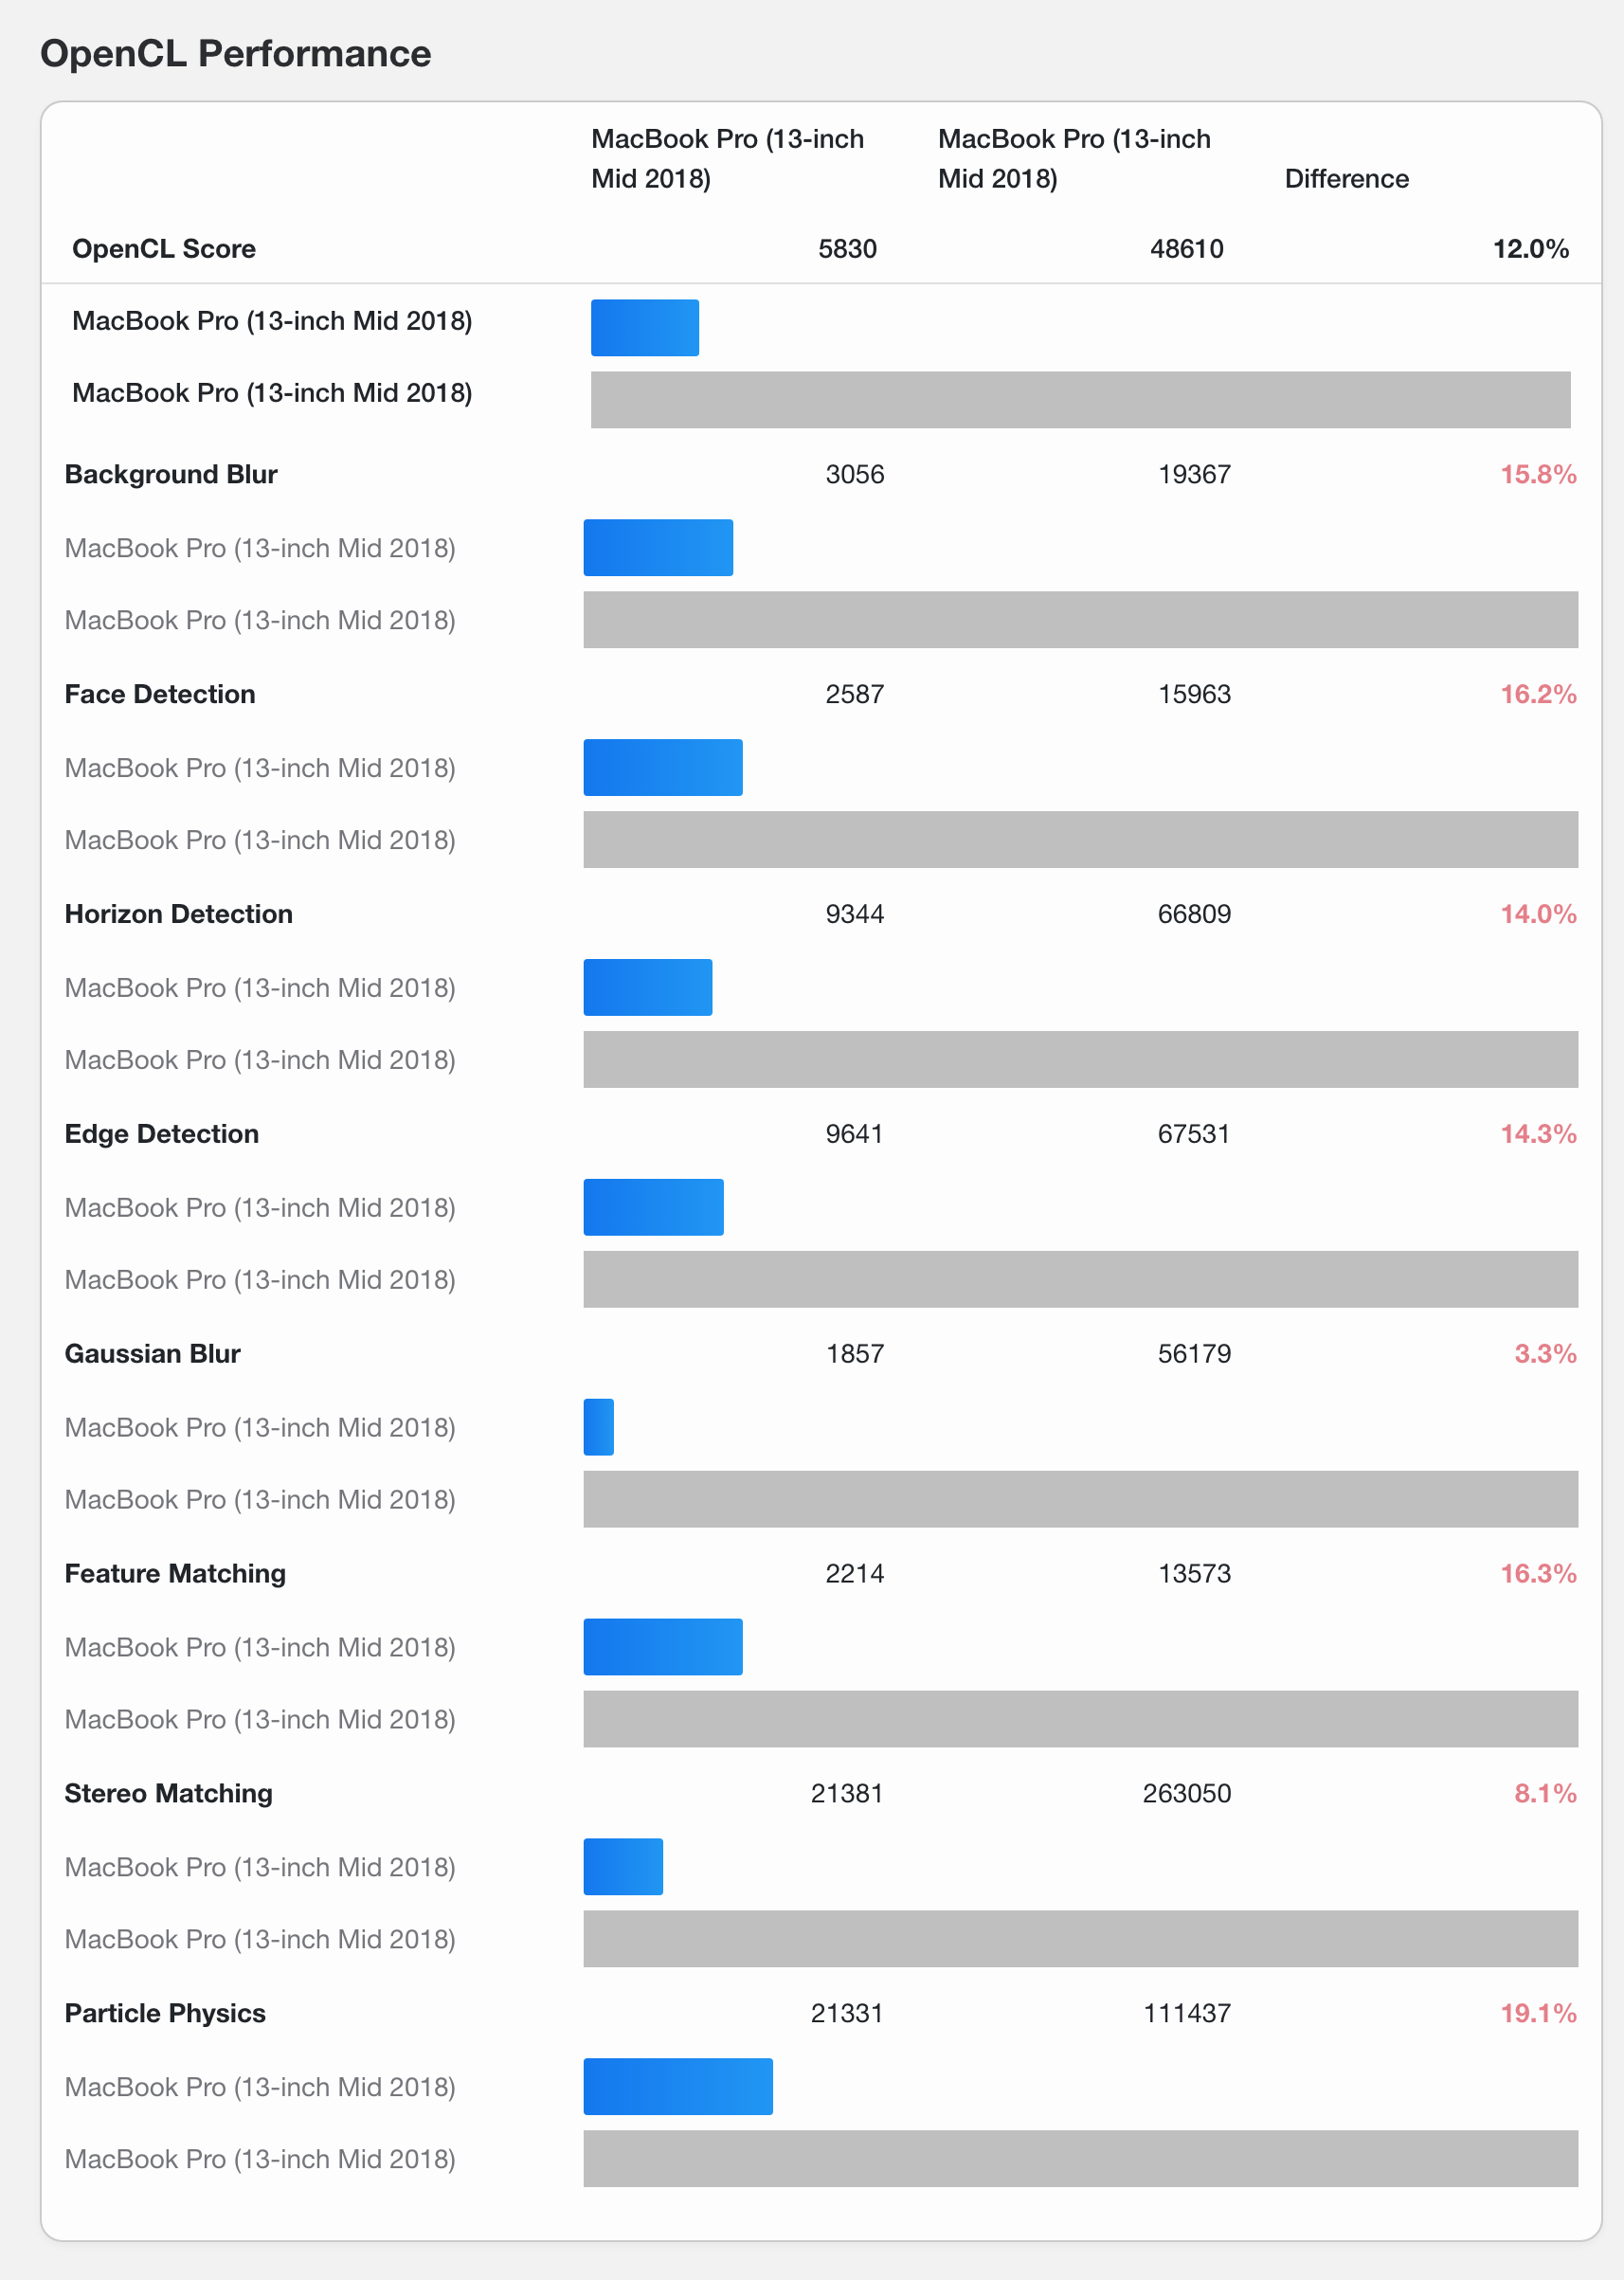 OpenCL Performance
MacBook Pro (13-inch Mid 2018) MacBook Pro (13-inch Mid 2018) Difference
OpenCL Score 5830 48610 12.0%
MacBook Pro (13-inch Mid 2018)
MacBook Pro (13-inch Mid 2018)
Background Blur 3056 19367 15.8%
MacBook Pro (13-inch Mid 2018)
MacBook Pro (13-inch Mid 2018)
Face Detection 2587 15963 16.2%
MacBook Pro (13-inch Mid 2018)
MacBook Pro (13-inch Mid 2018)
Horizon Detection 9344 66809 14.0%
MacBook Pro (13-inch Mid 2018)
MacBook Pro (13-inch Mid 2018)
Edge Detection 9641 67531 14.3%
MacBook Pro (13-inch Mid 2018)
MacBook Pro (13-inch Mid 2018)
Gaussian Blur 1857 56179 3.3%
MacBook Pro (13-inch Mid 2018)
MacBook Pro (13-inch Mid 2018)
Feature Matching 2214 13573 16.3%
MacBook Pro (13-inch Mid 2018)
MacBook Pro (13-inch Mid 2018)
Stereo Matching 21381 263050 8.1%
MacBook Pro (13-inch Mid 2018)
MacBook Pro (13-inch Mid 2018)
Particle Physics 21331 111437 19.1%
MacBook Pro (13-inch Mid 2018)
MacBook Pro (13-inch Mid 2018)